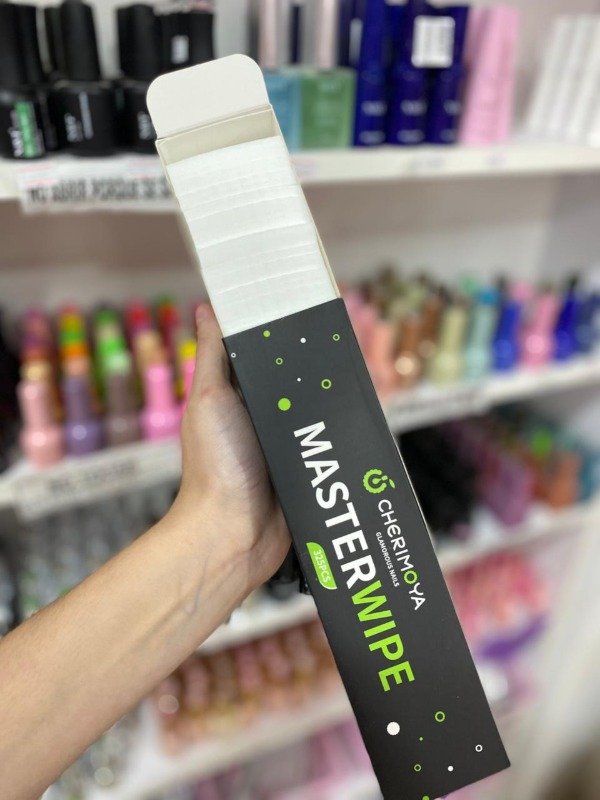 CHERIMOYA
GLAMOROUS NAILS
MASTERWIPE
325PCS